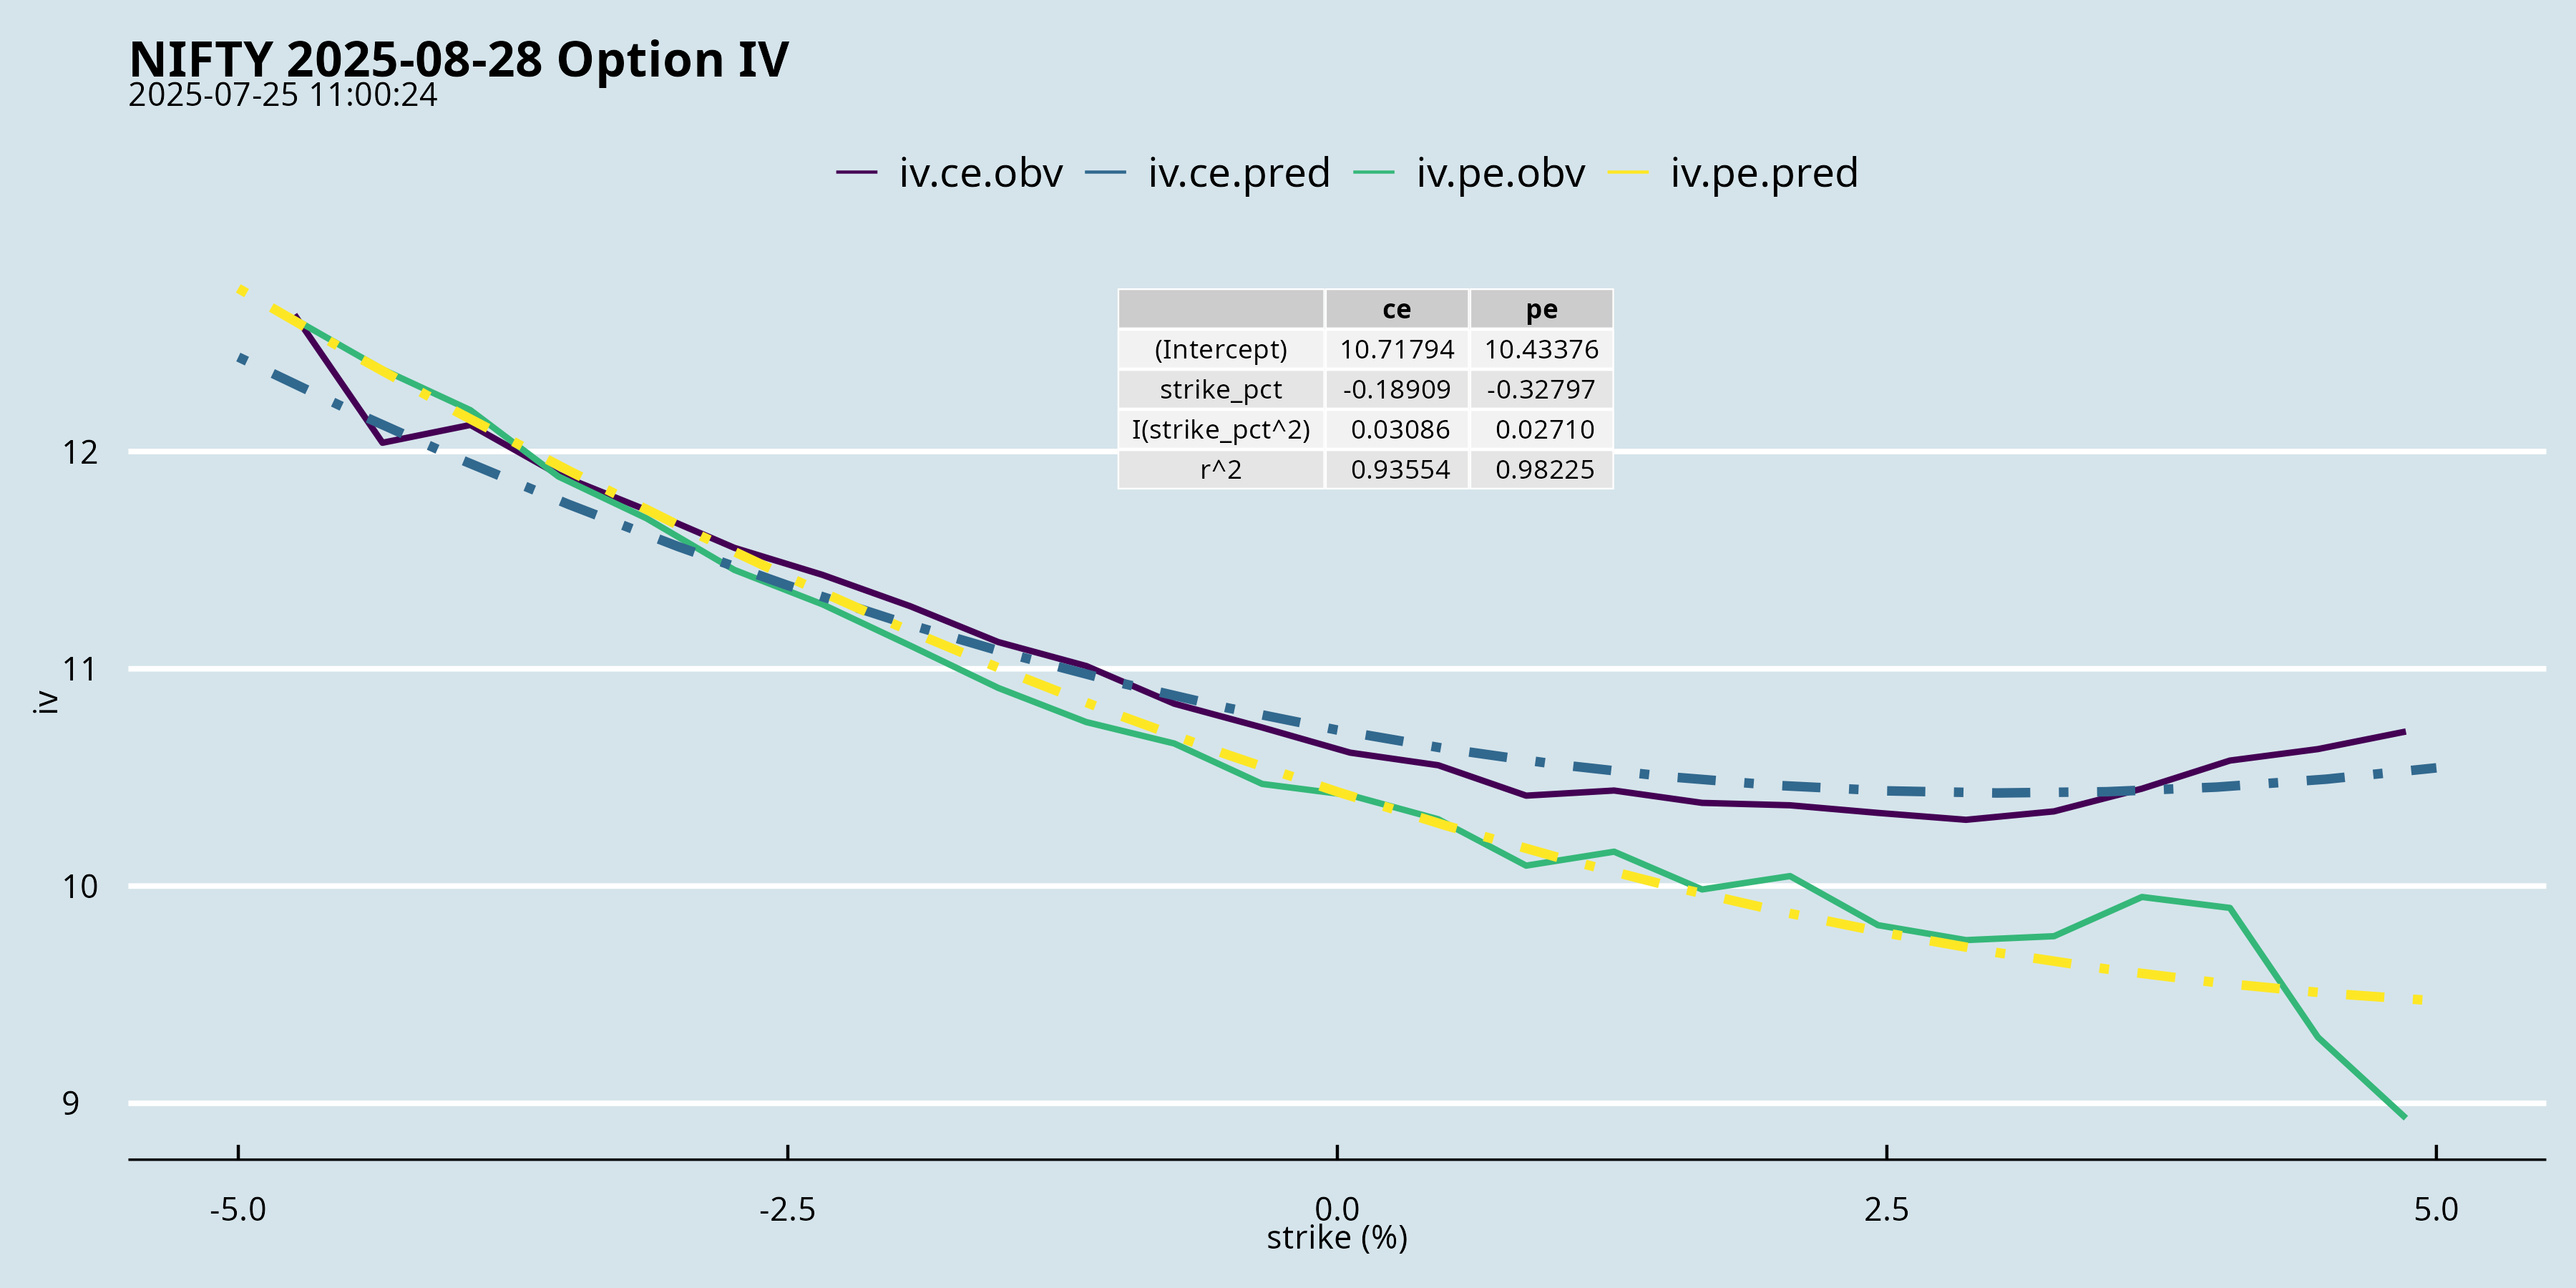 NIFTY 2025-08-28 Option IV
2025-07-25 11:00:24
iv.ce.obv iv.ce.pred iv.pe.obv iv.pe.pred
ce pe
(Intercept) 10.71794 10.43376
strike_pct -0.18909 -0.32797
I(strike_pct^2) 0.03086 0.02710
r^2 0.93554 0.98225
12
11
10
9
iv
-5.0 -2.5 0.0 2.5 5.0
strike (%)